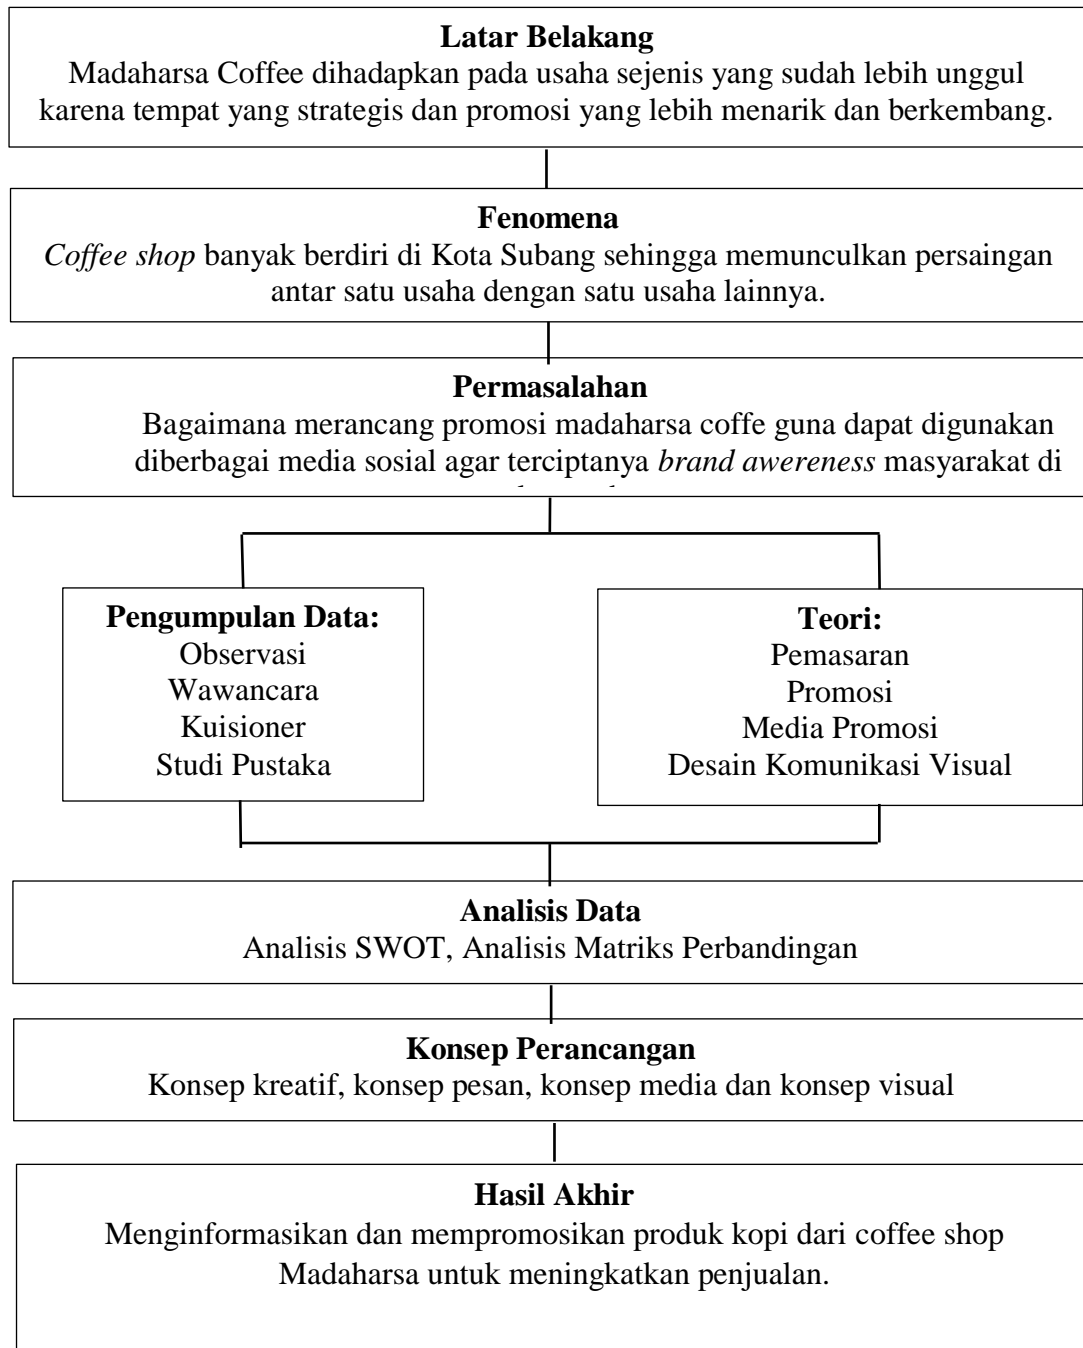 Latar Belakang
Madaharsa Coffee dihadapkan pada usaha sejenis yang sudah lebih unggul
karena tempat yang strategis dan promosi yang lebih menarik dan berkembang.
Fenomena
Coffee shop banyak berdiri di Kota Subang sehingga memunculkan persaingan
antar satu usaha dengan satu usaha lainnya.
Permasalahan
Bagaimana merancang promosi madaharsa coffe guna dapat digunakan
diberbagai media sosial agar terciptanya brand awereness masyarakat di
Pengumpulan Data:
Observasi
Wawancara
Kuisioner
Studi Pustaka
Teori:
Pemasaran
Promosi
Media Promosi
Desain Komunikasi Visual
Analisis Data
Analisis SWOT, Analisis Matriks Perbandingan
Konsep Perancangan
Konsep kreatif, konsep pesan, konsep media dan konsep visual
Hasil Akhir
Menginformasikan dan mempromosikan produk kopi dari coffee shop
Madaharsa untuk meningkatkan penjualan.